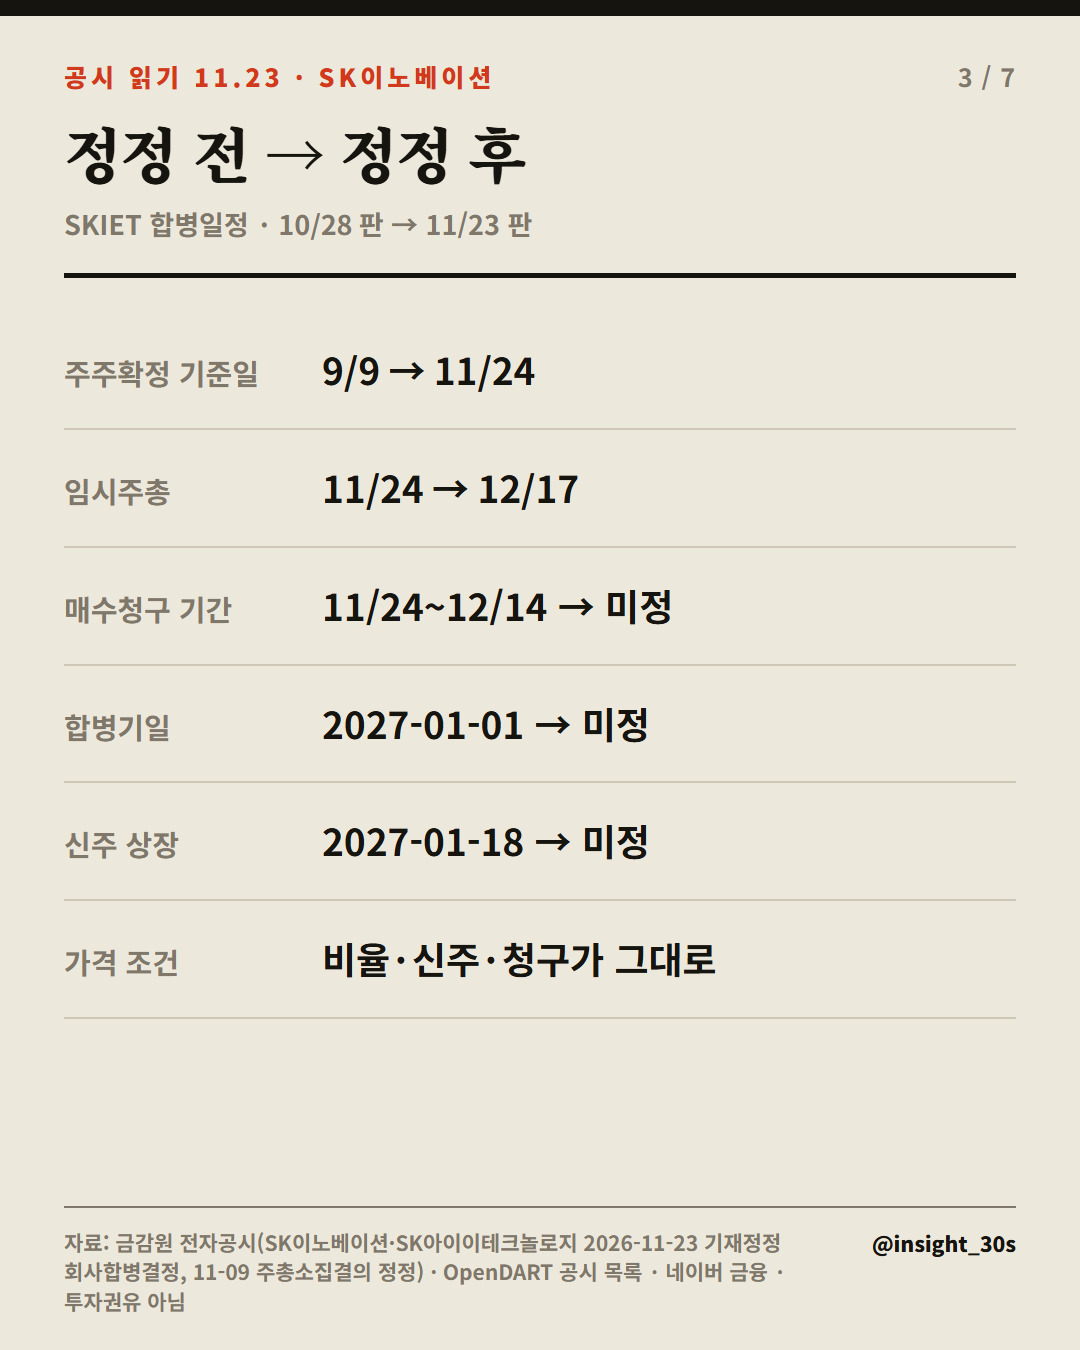 공시 읽기 11.23 · SK이노베이션
3 / 7
정정 전 → 정정 후
SKIET 합병일정 · 10/28 판 → 11/23 판
주주확정 기준일 9/9 → 11/24
임시주총 11/24 → 12/17
매수청구 기간 11/24~12/14 → 미정
합병기일 2027-01-01 → 미정
신주 상장 2027-01-18 → 미정
가격 조건 비율·신주·청구가 그대로
자료: 금감원 전자공시(SK이노베이션·SK아이이테크놀로지 2026-11-23 기재정정
회사합병결정, 11-09 주총소집결의 정정) · OpenDART 공시 목록 · 네이버 금융 ·
투자권유 아님
@insight_30s